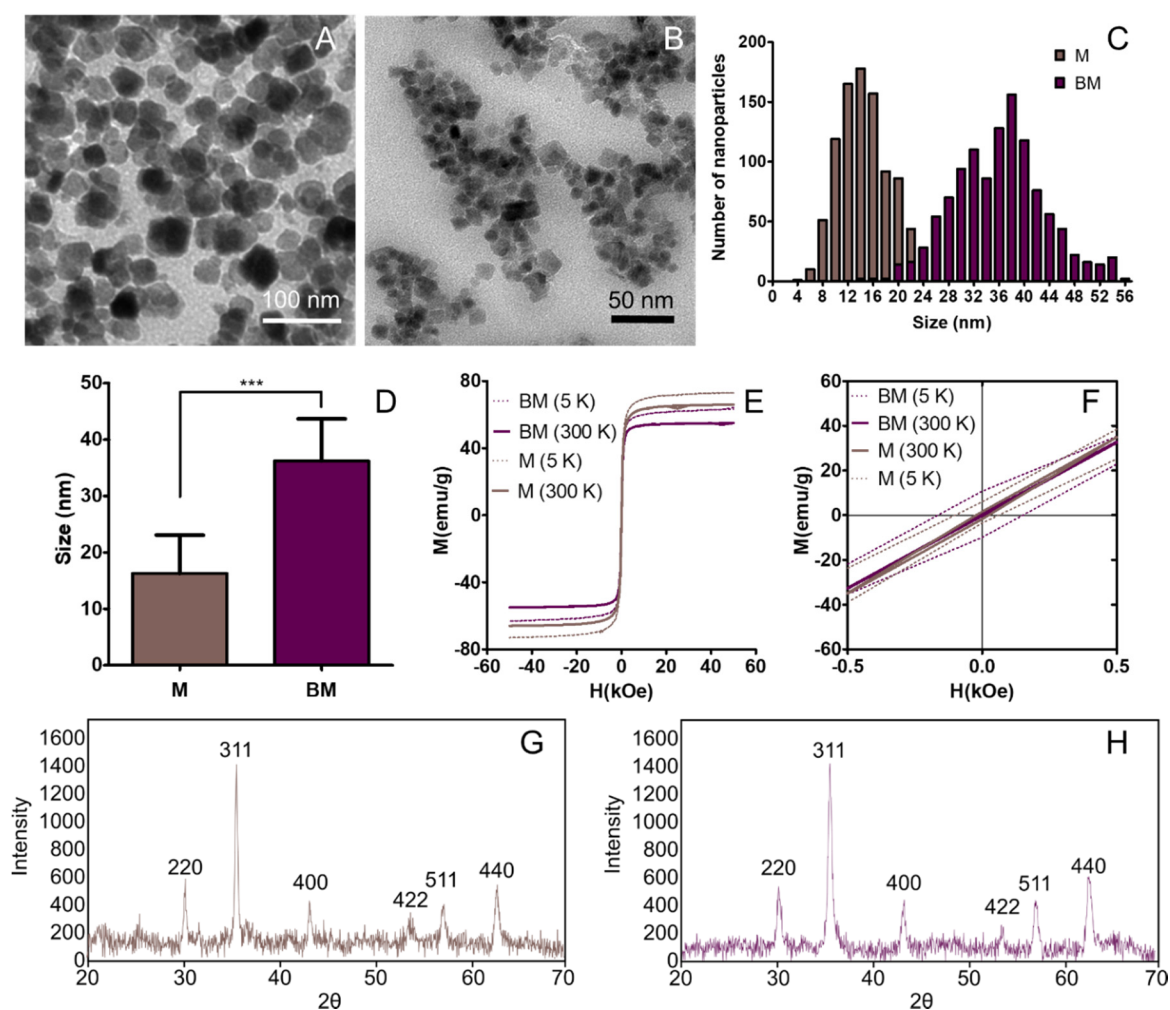 A
100 nm
B
50 nm
C
M
BM
Number of nanoparticles
200
150
100
50
0
0 4 8 12 16 20 24 28 32 36 40 44 48 52 56
Size (nm)
D
***
Size (nm)
50
40
30
20
10
0
M BM
E
BM (5 K)
BM (300 K)
M (5 K)
M (300 K)
M(emu/g)
80
40
0
-40
-80
-60 -40 -20 0 20 40 60
H(kOe)
F
BM (5 K)
BM (300 K)
M (300 K)
M (5 K)
M(emu/g)
60
40
20
0
-20
-40
-60
-0.5 0.0 0.5
H(kOe)
G
Intensity
1600
1400
1200
1000
800
600
400
200
0
220
311
400
422
511
440
20 30 40 50 60 70
2θ
H
Intensity
1600
1400
1200
1000
800
600
400
200
0
220
311
400
422
511
440
20 30 40 50 60 70
2θ